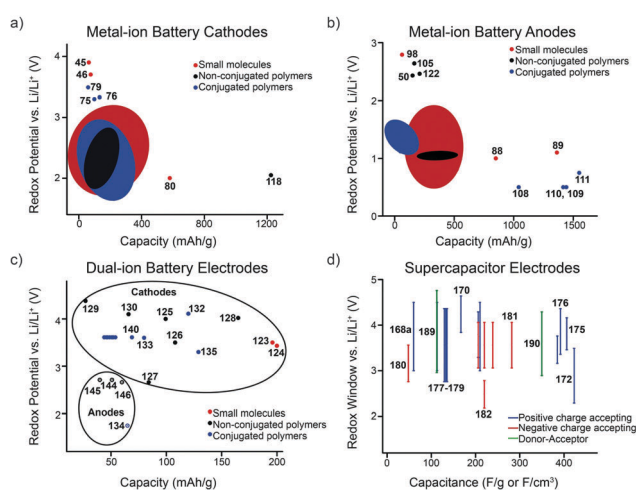 a) Metal-ion Battery Cathodes
Redox Potential vs. Li/Li⁺ (V)
4
3
2
45
46
79
75
76
80
118
Small molecules
Non-conjugated polymers
Conjugated polymers
0 400 800 1200
Capacity (mAh/g)
b) Metal-ion Battery Anodes
Redox Potential vs. Li/Li⁺ (V)
3
2
1
0
98
105
50
122
88
89
108
110, 109
111
Small molecules
Non-conjugated polymers
Conjugated polymers
0 500 1000 1500
Capacity (mAh/g)
c) Dual-ion Battery Electrodes
Redox Potential vs. Li/Li⁺ (V)
5
4
3
2
Cathodes
129
130
125
132
128
140
133
108
126
135
123
124
127
145
144
146
Anodes
134
Small molecules
Non-conjugated polymers
Conjugated polymers
50 100 150 200
Capacity (mAh/g)
d) Supercapacitor Electrodes
Redox Window vs. Li/Li⁺ (V)
5
4
3
2
1
168a
180
189
177-179
170
182
181
190
176
175
172
Positive charge accepting
Negative charge accepting
Donor-Acceptor
0 100 200 300 400
Capacitance (F/g or F/cm³)